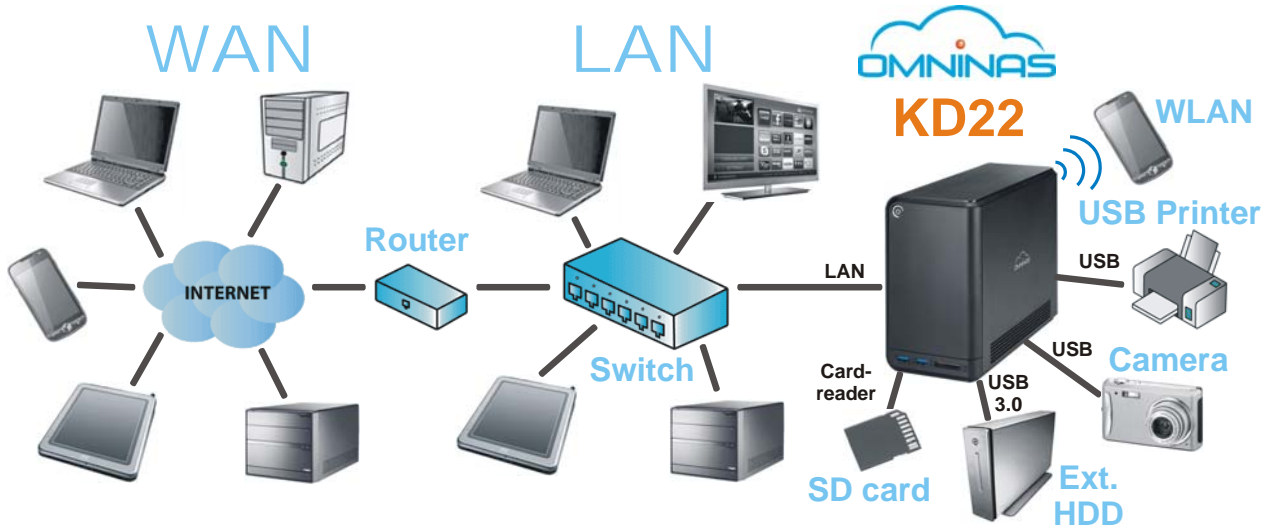 WAN
LAN
OMNINAS
KD22
WLAN
USB Printer
Router
INTERNET
LAN
USB
Switch
USB
Camera
Card-
reader
USB
3.0
SD card
Ext.
HDD
OMNINAS